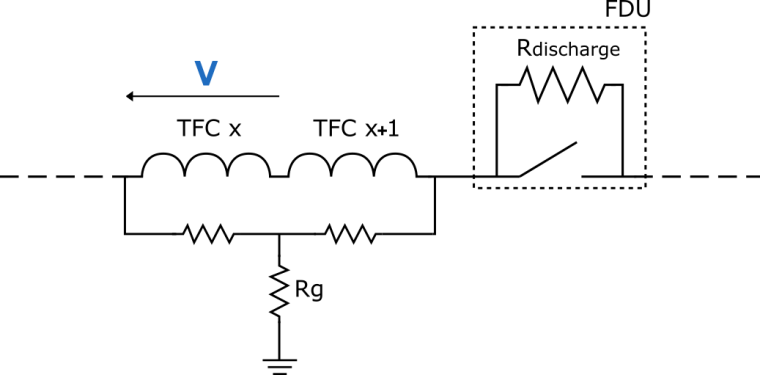 FDU
Rdischarge
V
TFC x
TFC x+1
Rg